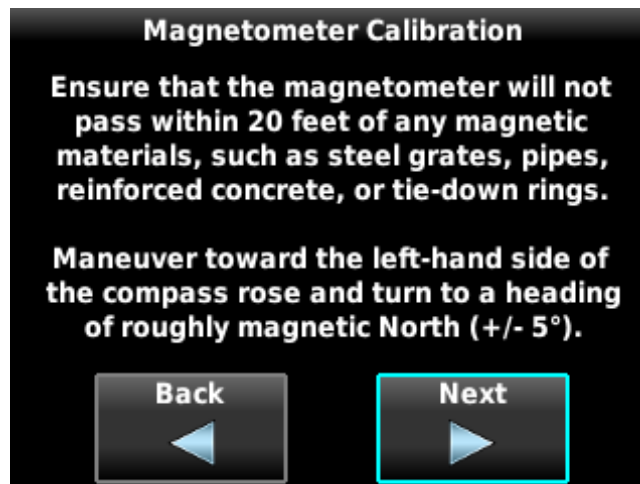 Magnetometer Calibration
Ensure that the magnetometer will not
pass within 20 feet of any magnetic
materials, such as steel grates, pipes,
reinforced concrete, or tie-down rings.
Maneuver toward the left-hand side of
the compass rose and turn to a heading
of roughly magnetic North (+/- 5°).
Back
Next